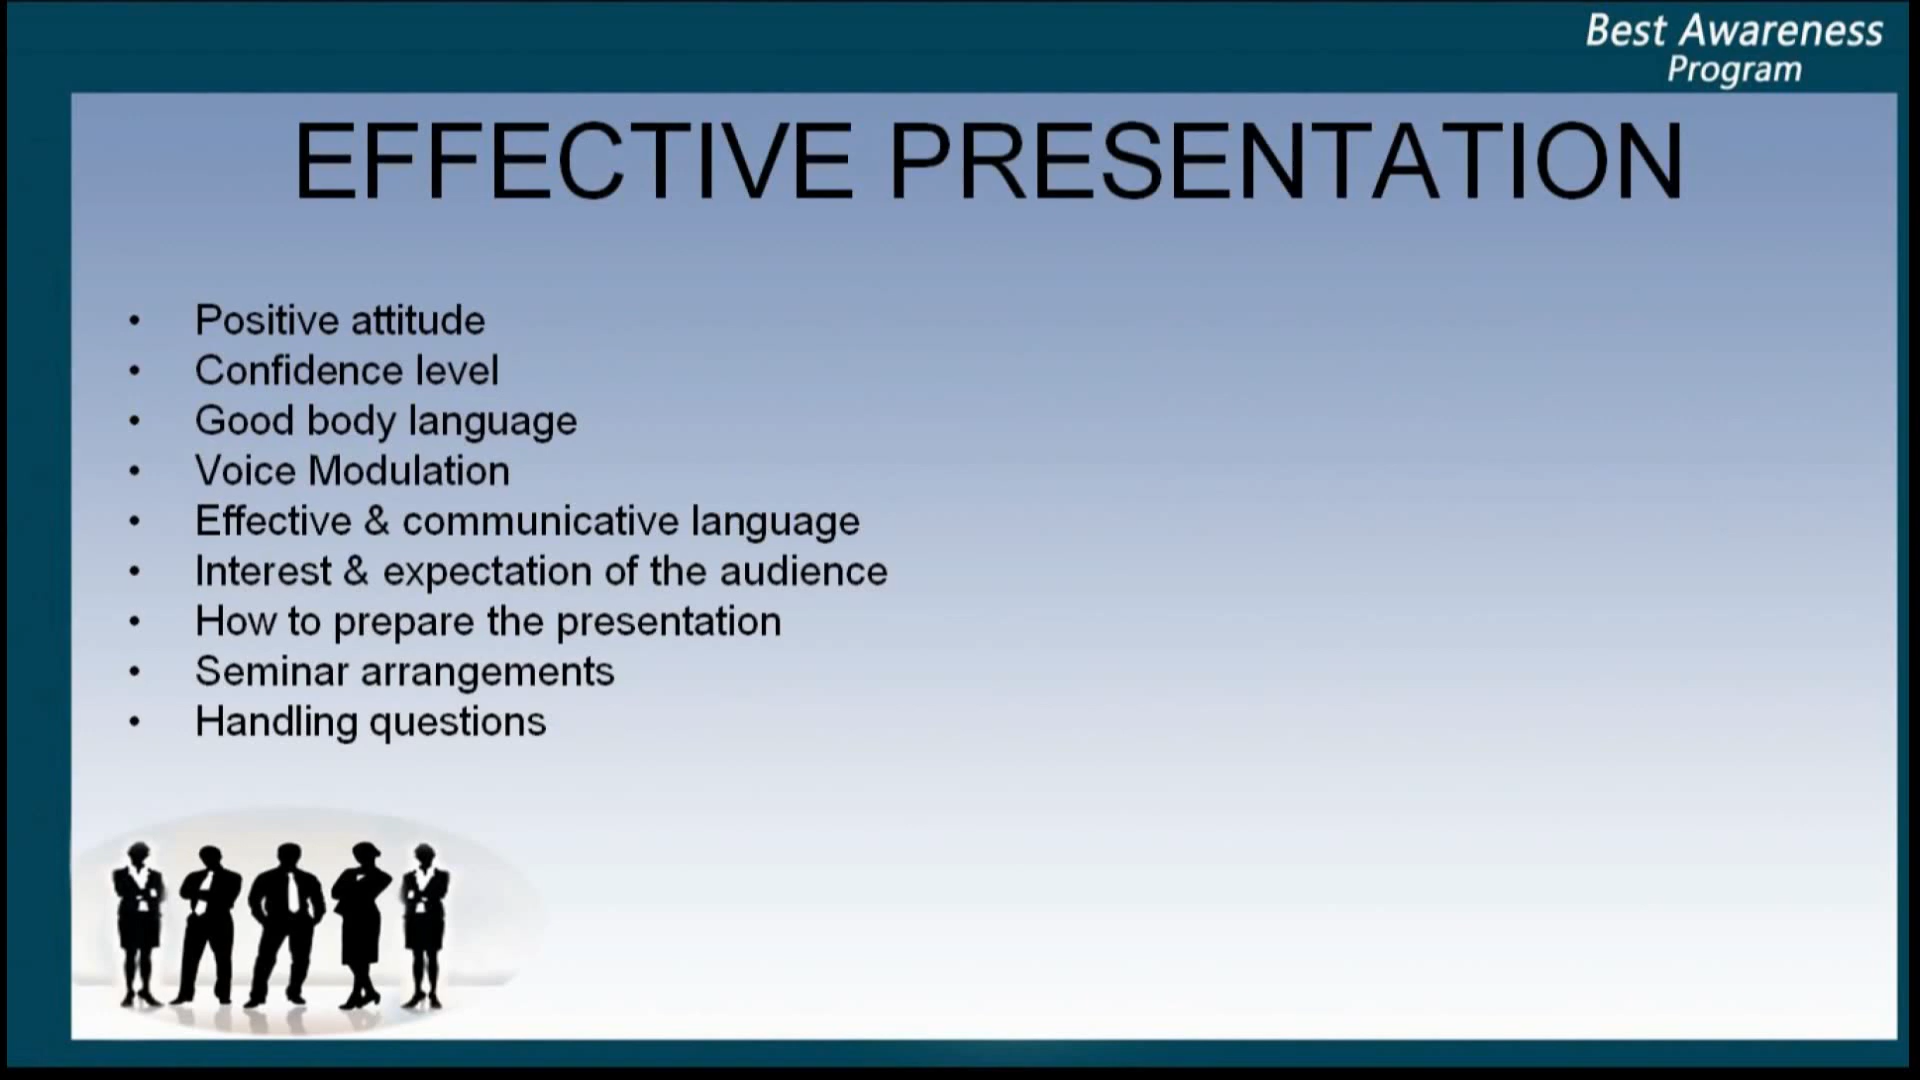 Best Awareness
Program
EFFECTIVE PRESENTATION
• Positive attitude
• Confidence level
• Good body language
• Voice Modulation
• Effective & communicative language
• Interest & expectation of the audience
• How to prepare the presentation
• Seminar arrangements
• Handling questions